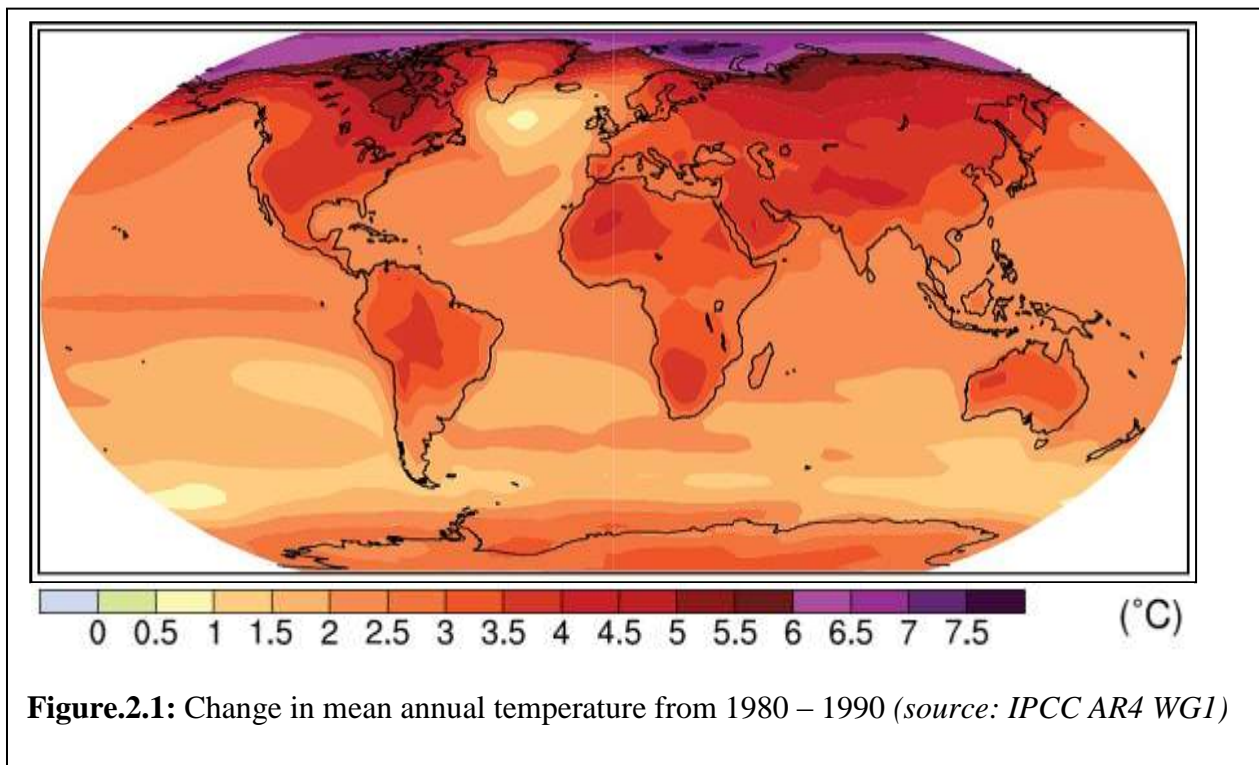 0 0.5 1 1.5 2 2.5 3 3.5 4 4.5 5 5.5 6 6.5 7 7.5 (°C)
Figure.2.1: Change in mean annual temperature from 1980 – 1990 (source: IPCC AR4 WG1)